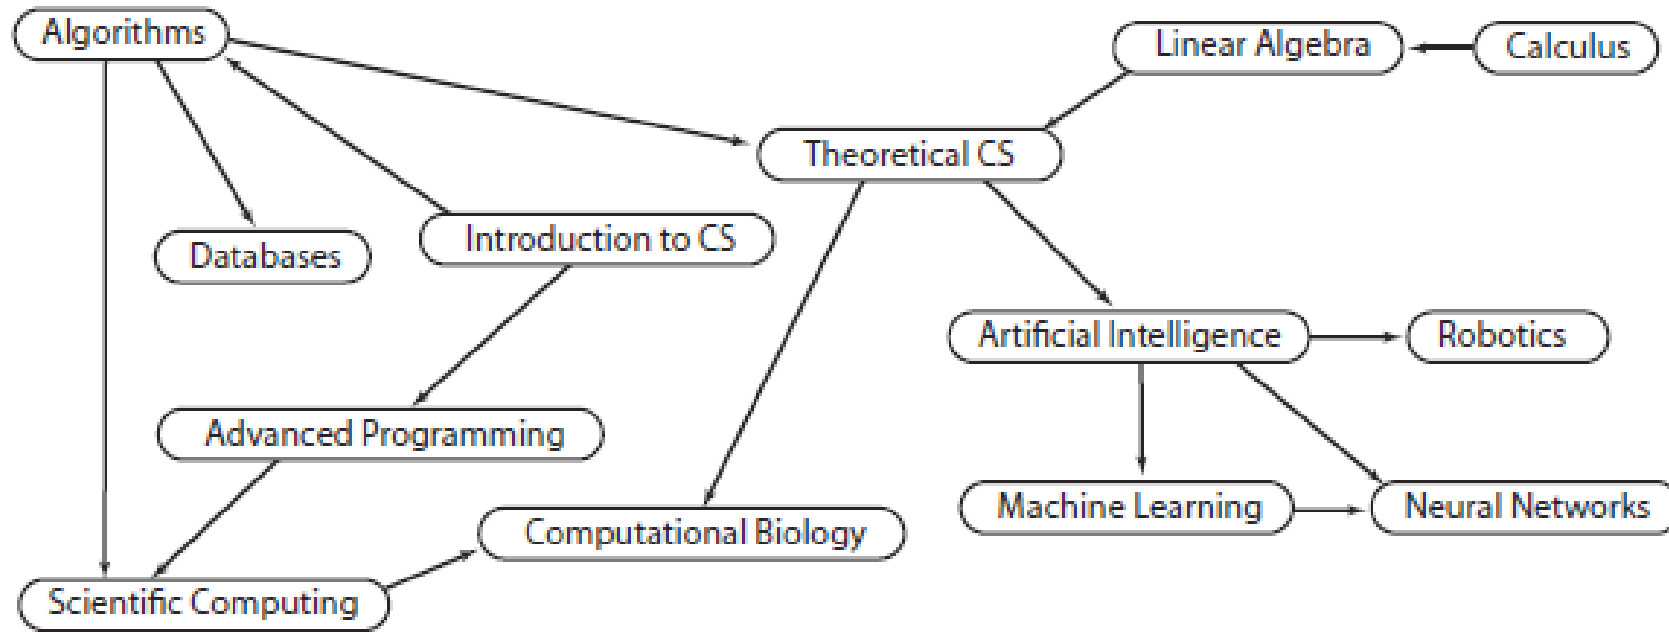 Algorithms
Linear Algebra
Calculus
Theoretical CS
Introduction to CS
Databases
Artificial Intelligence
Robotics
Advanced Programming
Machine Learning
Neural Networks
Computational Biology
Scientific Computing